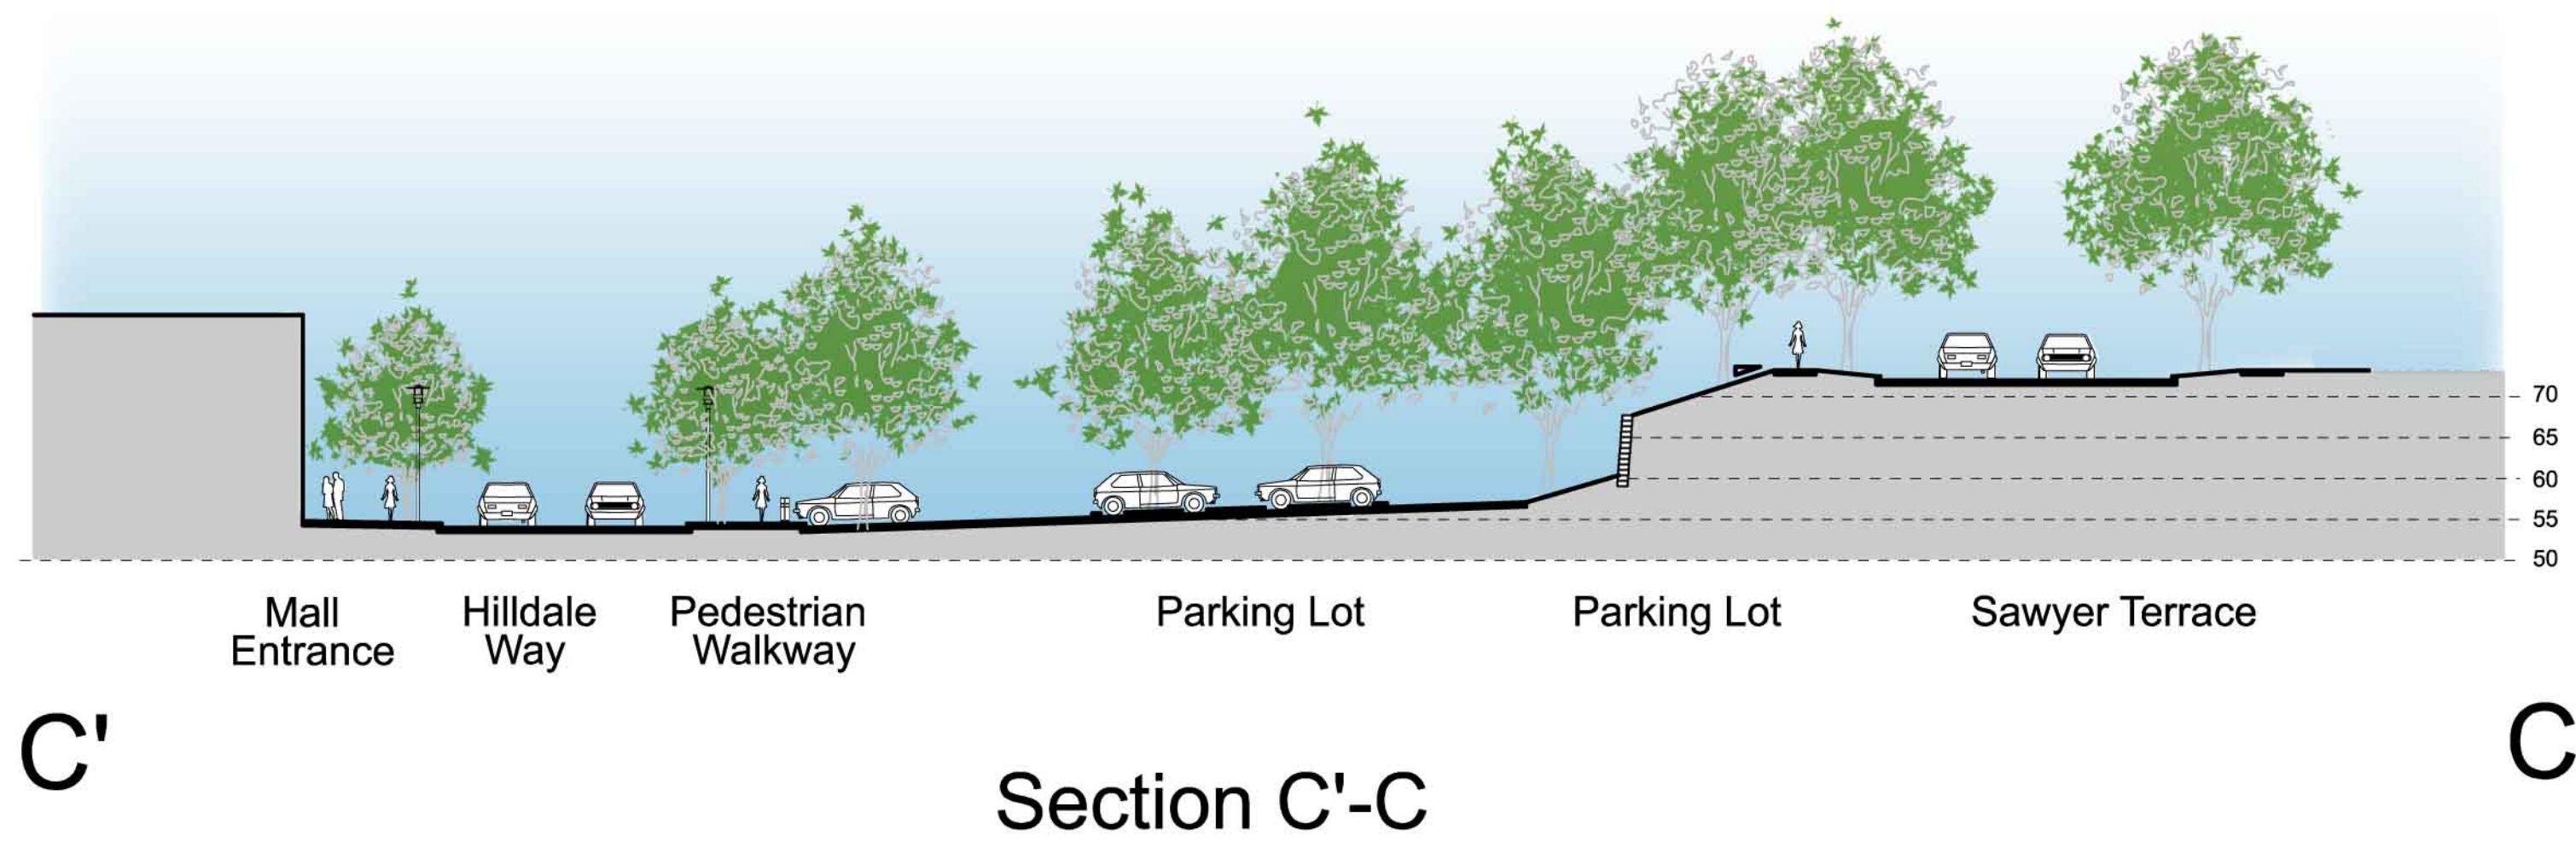 70
65
60
55
50
Mall
Entrance
Hilldale
Way
Pedestrian
Walkway
Parking Lot
Parking Lot
Sawyer Terrace
C'
C
Section C'-C